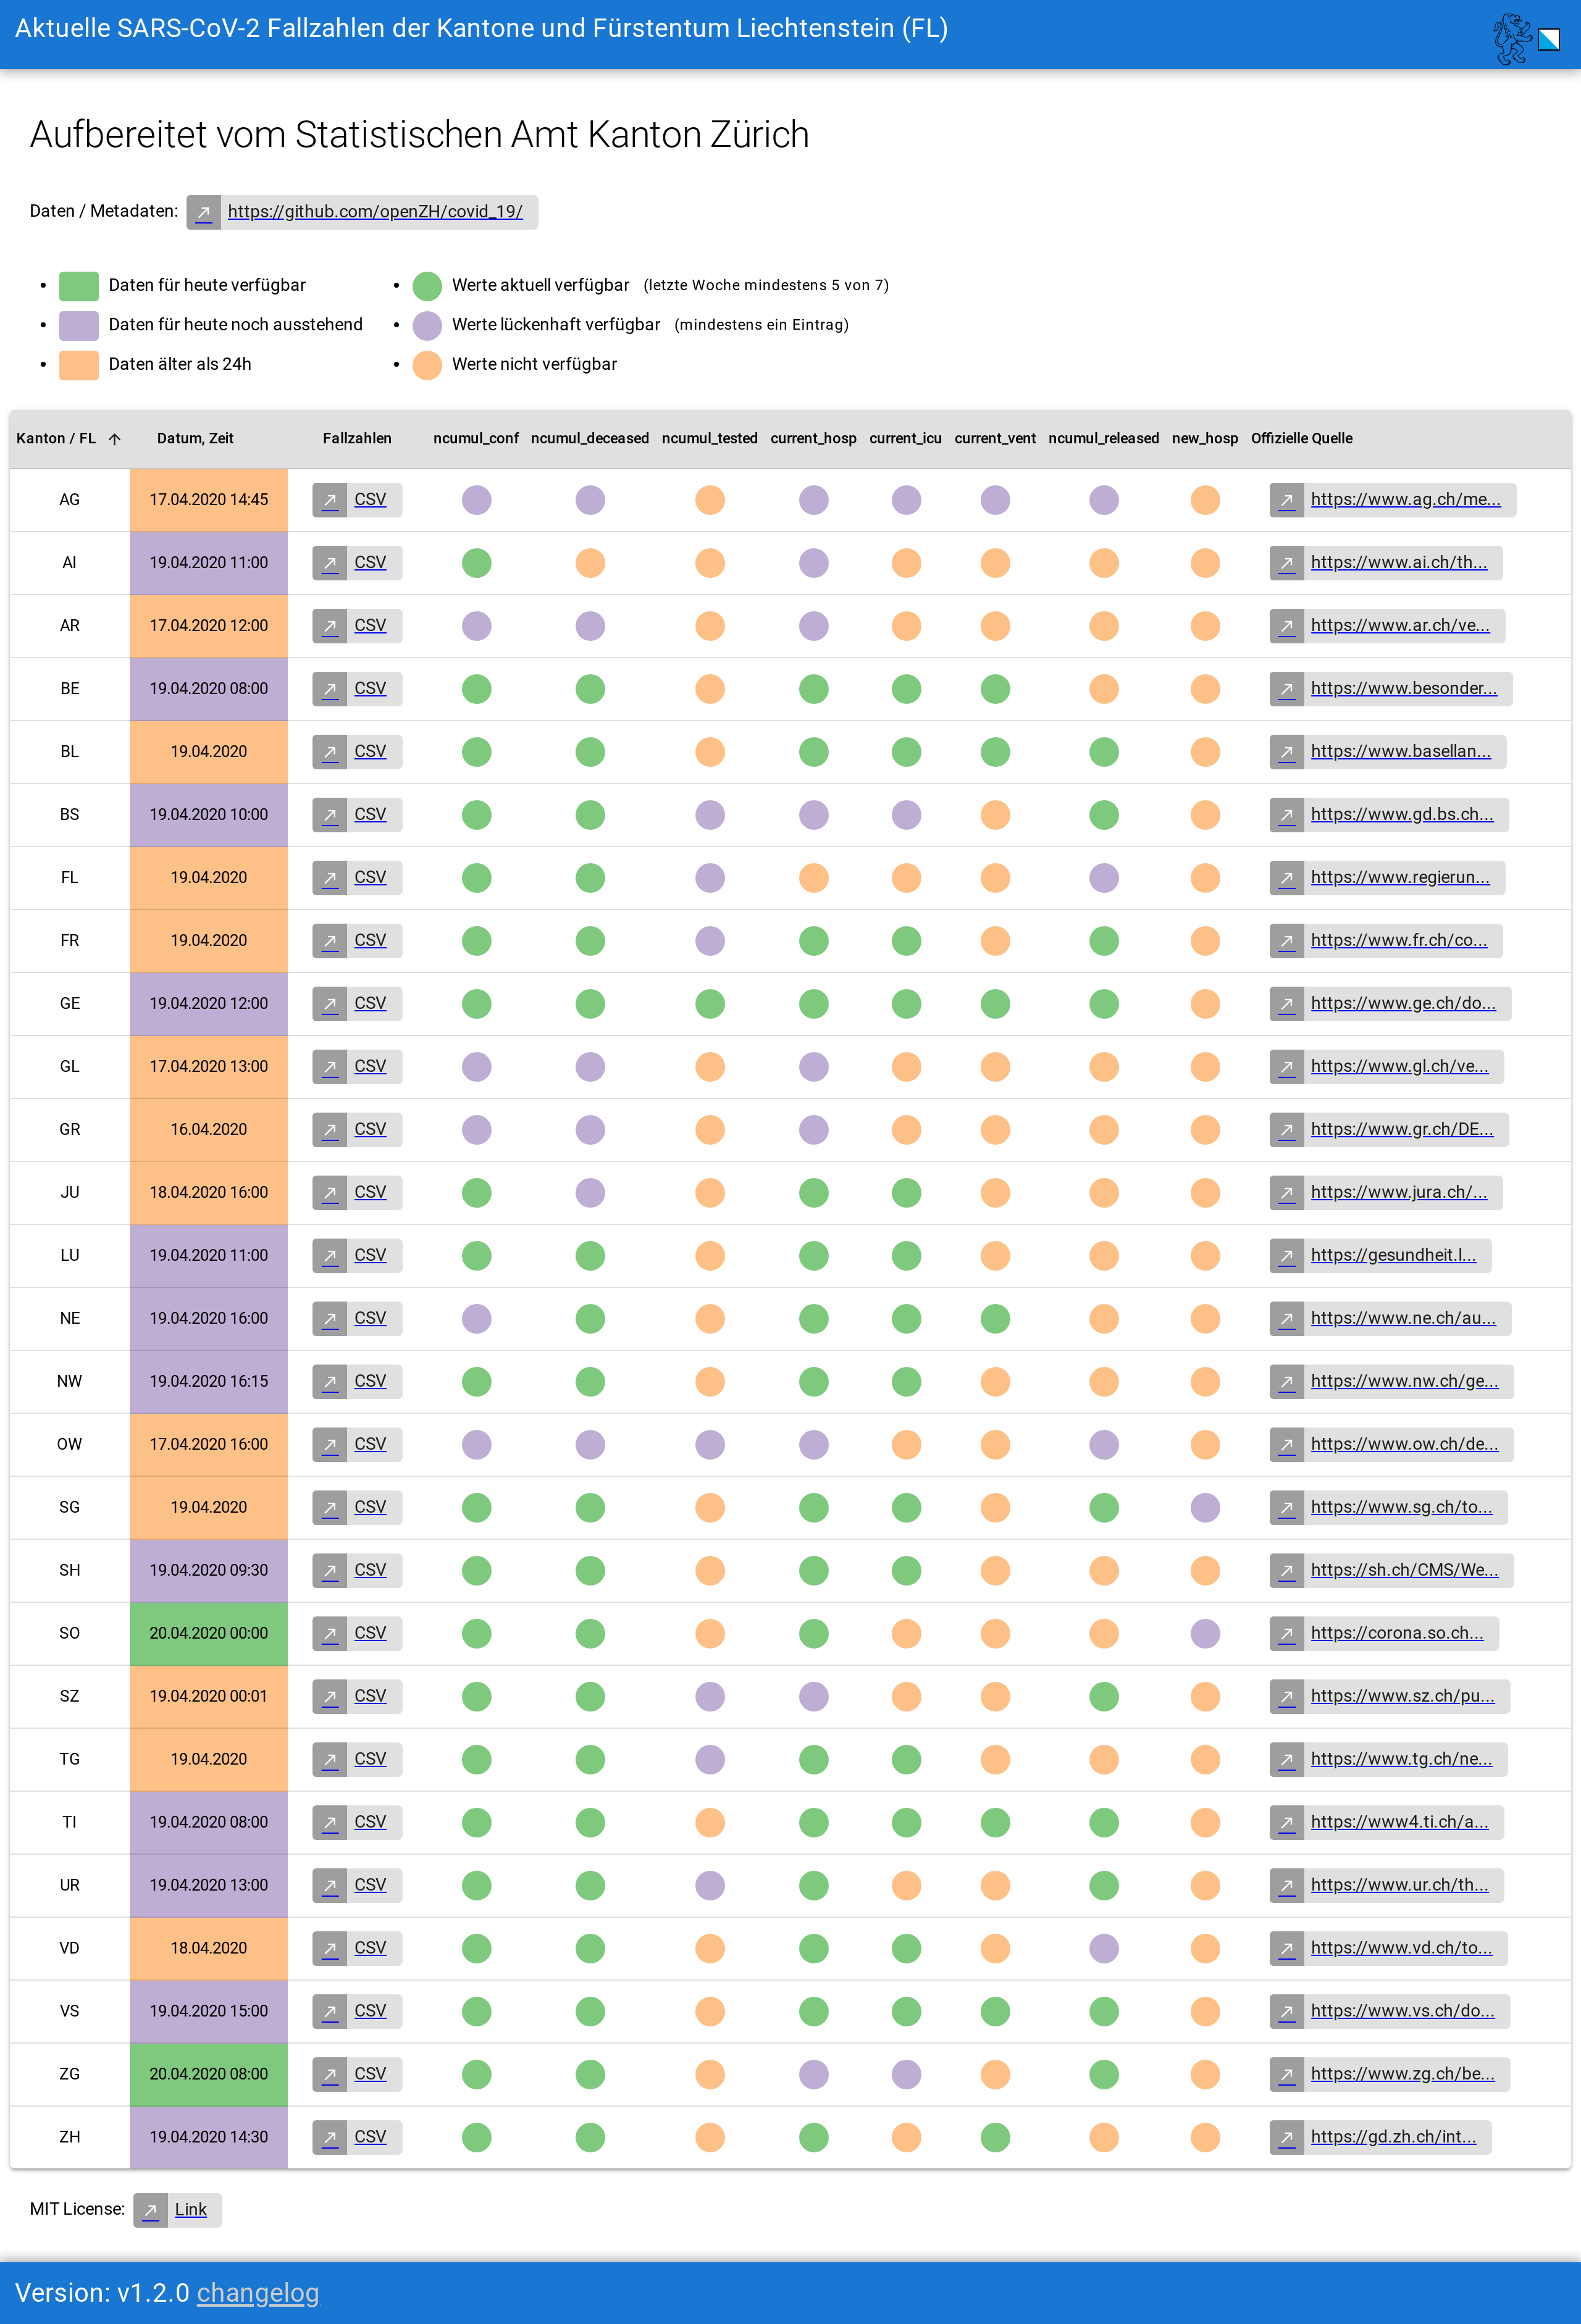 Aktuelle SARS-CoV-2 Fallzahlen der Kantone und Fürstentum Liechtenstein (FL)
Aufbereitet vom Statistischen Amt Kanton Zürich
Daten / Metadaten: https://github.com/openZH/covid_19/
Daten für heute verfügbar
Daten für heute noch ausstehend
Daten älter als 24h
Werte aktuell verfügbar (letzte Woche mindestens 5 von 7)
Werte lückenhaft verfügbar (mindestens ein Eintrag)
Werte nicht verfügbar
Kanton / FL Datum, Zeit Fallzahlen ncumul_conf ncumul_deceased ncumul_tested current_hosp current_icu current_vent ncumul_released new_hosp Offizielle Quelle
AG 17.04.2020 14:45 CSV https://www.ag.ch/me...
AI 19.04.2020 11:00 CSV https://www.ai.ch/th...
AR 17.04.2020 12:00 CSV https://www.ar.ch/ve...
BE 19.04.2020 08:00 CSV https://www.besonder...
BL 19.04.2020 CSV https://www.basellan...
BS 19.04.2020 10:00 CSV https://www.gd.bs.ch...
FL 19.04.2020 CSV https://www.regierun...
FR 19.04.2020 CSV https://www.fr.ch/co...
GE 19.04.2020 12:00 CSV https://www.ge.ch/do...
GL 17.04.2020 13:00 CSV https://www.gl.ch/ve...
GR 16.04.2020 CSV https://www.gr.ch/DE...
JU 18.04.2020 16:00 CSV https://www.jura.ch/...
LU 19.04.2020 11:00 CSV https://gesundheit.l...
NE 19.04.2020 16:00 CSV https://www.ne.ch/au...
NW 19.04.2020 16:15 CSV https://www.nw.ch/ge...
OW 17.04.2020 16:00 CSV https://www.ow.ch/de...
SG 19.04.2020 CSV https://www.sg.ch/to...
SH 19.04.2020 09:30 CSV https://sh.ch/CMS/We...
SO 20.04.2020 00:00 CSV https://corona.so.ch...
SZ 19.04.2020 00:01 CSV https://www.sz.ch/pu...
TG 19.04.2020 CSV https://www.tg.ch/ne...
TI 19.04.2020 08:00 CSV https://www4.ti.ch/a...
UR 19.04.2020 13:00 CSV https://www.ur.ch/th...
VD 18.04.2020 CSV https://www.vd.ch/to...
VS 19.04.2020 15:00 CSV https://www.vs.ch/do...
ZG 20.04.2020 08:00 CSV https://www.zg.ch/be...
ZH 19.04.2020 14:30 CSV https://gd.zh.ch/int...
MIT License: Link
Version: v1.2.0 changelog